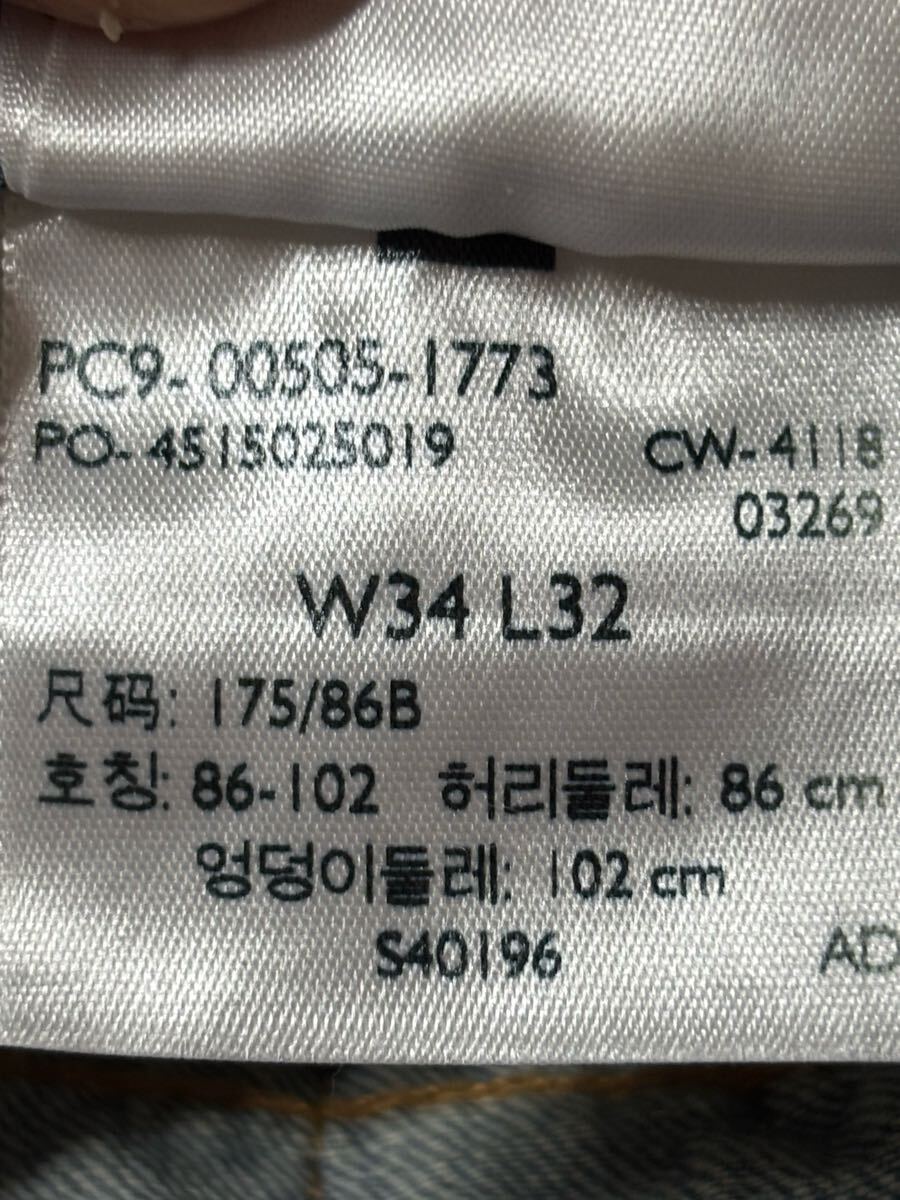 PC9-00505-1773
PO-4515025019 CW-4118
03269
W34 L32
尺码: 175/86B
호칭: 86-102 허리둘레: 86 cm
엉덩이둘레: 102 cm
S40196 AD